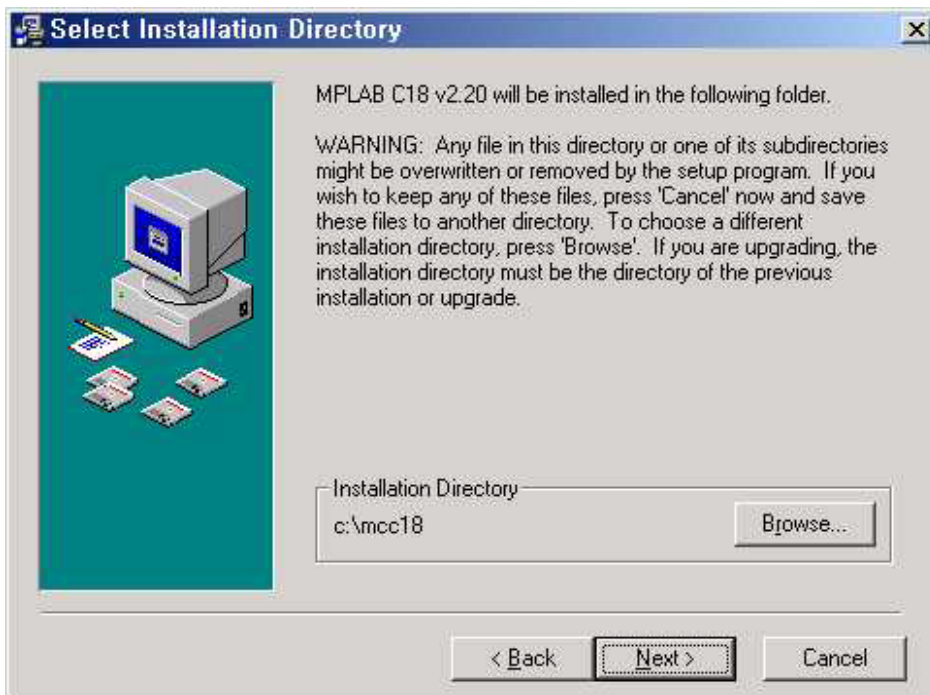 Select Installation Directory
MPLAB C18 v2.20 will be installed in the following folder.
WARNING: Any file in this directory or one of its subdirectories
might be overwritten or removed by the setup program. If you
wish to keep any of these files, press 'Cancel' now and save
these files to another directory. To choose a different
installation directory, press 'Browse'. If you are upgrading, the
installation directory must be the directory of the previous
installation or upgrade.
Installation Directory
c:\mcc18
Browse...
< Back
Next >
Cancel